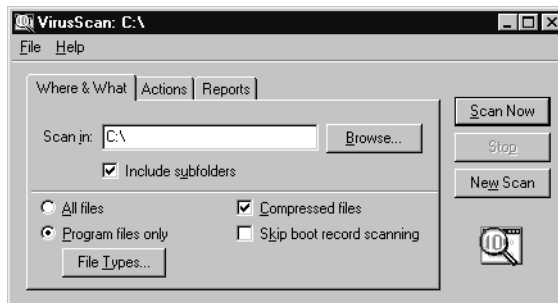 VirusScan: C:\
File Help
Where & What Actions Reports
Scan in: C:\ Browse...
Include subfolders
All files
Program files only
File Types...
Compressed files
Skip boot record scanning
Scan Now
Stop
New Scan